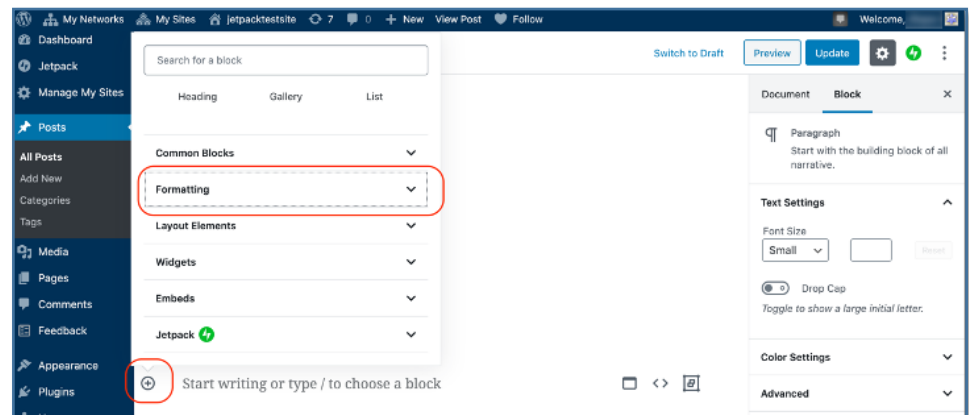 My Networks My Sites jetpacktestsite 7 0 + New View Post Follow Welcome,
Dashboard
Jetpack
Manage My Sites
Posts
All Posts
Add New
Categories
Tags
Media
Pages
Comments
Feedback
Appearance
Plugins
Search for a block
Heading Gallery List
Common Blocks
Formatting
Layout Elements
Widgets
Embeds
Jetpack
Start writing or type / to choose a block
Switch to Draft Preview Update
Document Block
Paragraph
Start with the building block of all
narrative.
Text Settings
Font Size
Small Reset
Drop Cap
Toggle to show a large initial letter.
Color Settings
Advanced